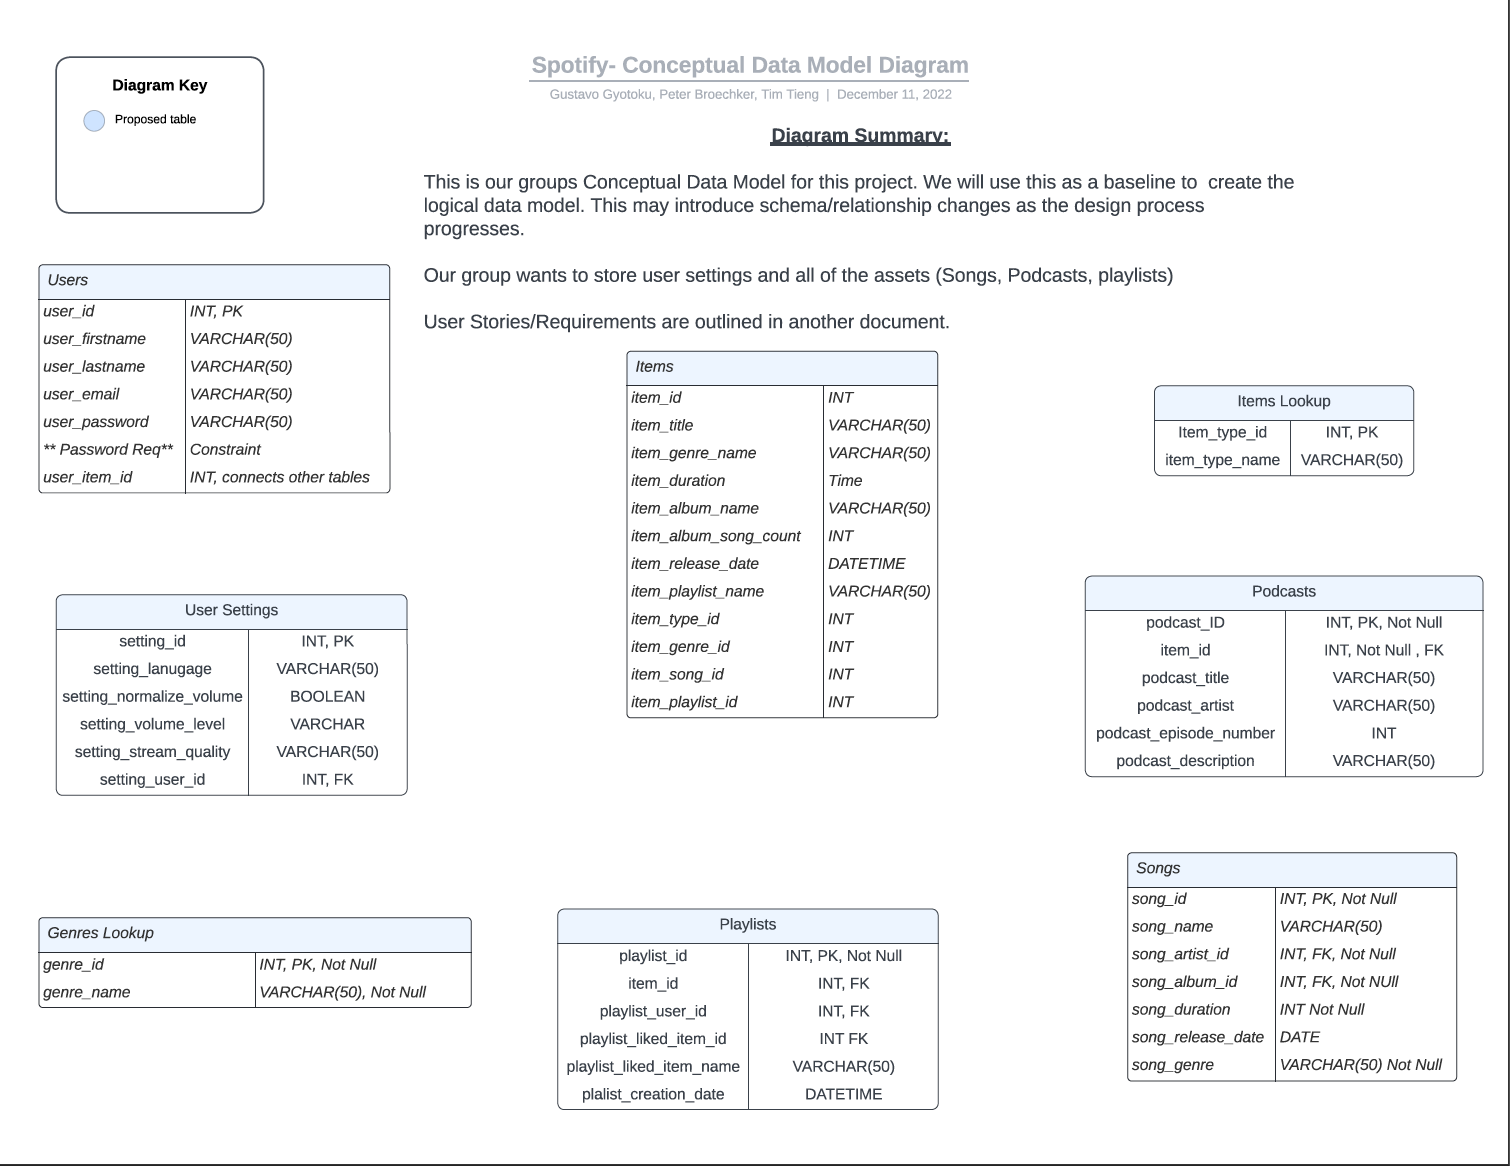 Spotify- Conceptual Data Model Diagram
Gustavo Gyotoku, Peter Broechker, Tim Tieng | December 11, 2022
Diagram Key
Proposed table
Diagram Summary:
This is our groups Conceptual Data Model for this project. We will use this as a baseline to create the
logical data model. This may introduce schema/relationship changes as the design process
progresses.
Our group wants to store user settings and all of the assets (Songs, Podcasts, playlists)
User Stories/Requirements are outlined in another document.
Users
user_id INT, PK
user_firstname VARCHAR(50)
user_lastname VARCHAR(50)
user_email VARCHAR(50)
user_password VARCHAR(50)
** Password Req** Constraint
user_item_id INT, connects other tables
Items
item_id INT
item_title VARCHAR(50)
item_genre_name VARCHAR(50)
item_duration Time
item_album_name VARCHAR(50)
item_album_song_count INT
item_release_date DATETIME
item_playlist_name VARCHAR(50)
item_type_id INT
item_genre_id INT
item_song_id INT
item_playlist_id INT
Items Lookup
Item_type_id INT, PK
item_type_name VARCHAR(50)
User Settings
setting_id INT, PK
setting_lanugage VARCHAR(50)
setting_normalize_volume BOOLEAN
setting_volume_level VARCHAR
setting_stream_quality VARCHAR(50)
setting_user_id INT, FK
Podcasts
podcast_ID INT, PK, Not Null
item_id INT, Not Null , FK
podcast_title VARCHAR(50)
podcast_artist VARCHAR(50)
podcast_episode_number INT
podcast_description VARCHAR(50)
Genres Lookup
genre_id INT, PK, Not Null
genre_name VARCHAR(50), Not Null
Playlists
playlist_id INT, PK, Not Null
item_id INT, FK
playlist_user_id INT, FK
playlist_liked_item_id INT FK
playlist_liked_item_name VARCHAR(50)
plalist_creation_date DATETIME
Songs
song_id INT, PK, Not Null
song_name VARCHAR(50)
song_artist_id INT, FK, Not Null
song_album_id INT, FK, Not NUll
song_duration INT Not Null
song_release_date DATE
song_genre VARCHAR(50) Not Null